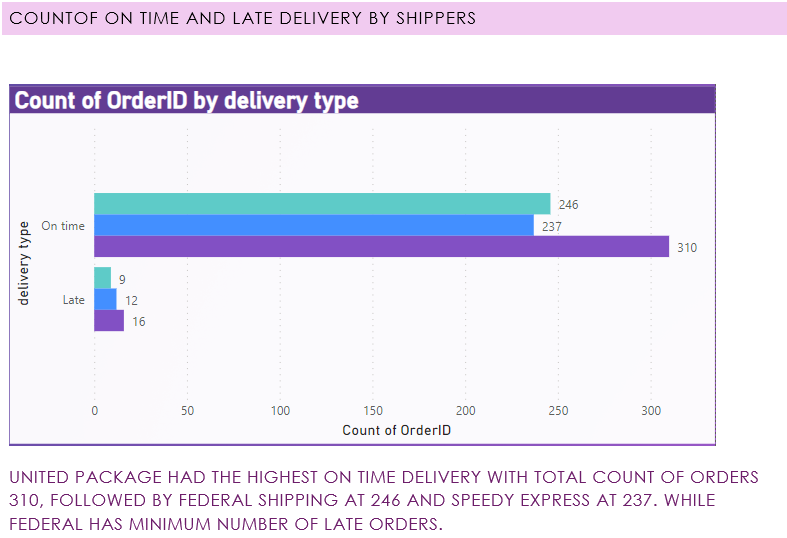 COUNTOF ON TIME AND LATE DELIVERY BY SHIPPERS
Count of OrderID by delivery type
delivery type
On time
246
237
310
Late
9
12
16
0 50 100 150 200 250 300
Count of OrderID
UNITED PACKAGE HAD THE HIGHEST ON TIME DELIVERY WITH TOTAL COUNT OF ORDERS
310, FOLLOWED BY FEDERAL SHIPPING AT 246 AND SPEEDY EXPRESS AT 237. WHILE
FEDERAL HAS MINIMUM NUMBER OF LATE ORDERS.